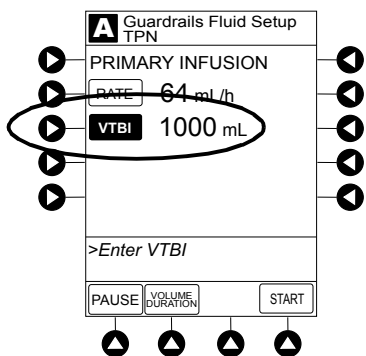 A Guardrails Fluid Setup
TPN
PRIMARY INFUSION
RATE 64 mL/h
VTBI 1000 mL
>Enter VTBI
PAUSE VOLUME DURATION START